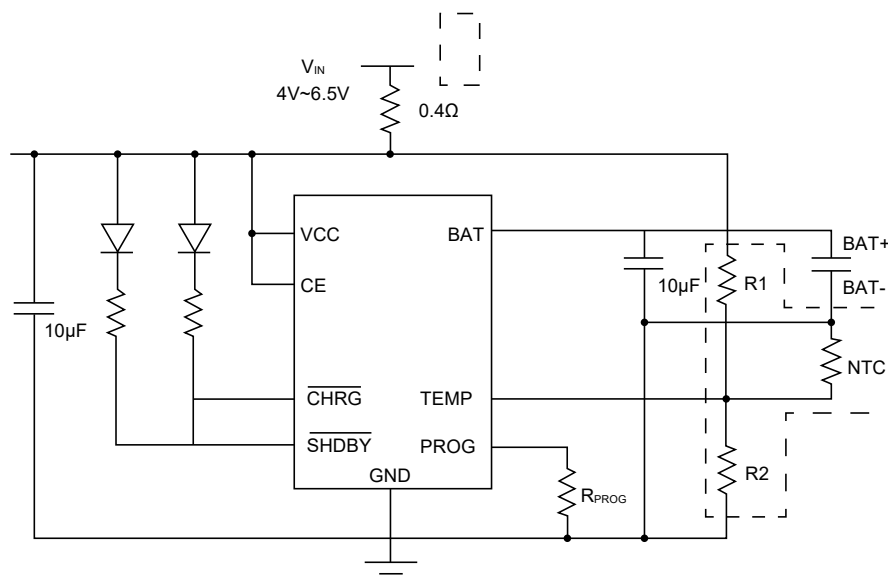 VIN
4V~6.5V
0.4Ω
VCC
BAT
BAT+
CE
10µF
R1
BAT-
10µF
NTC
CHRG
TEMP
SHDBY
PROG
R2
GND
RPROG